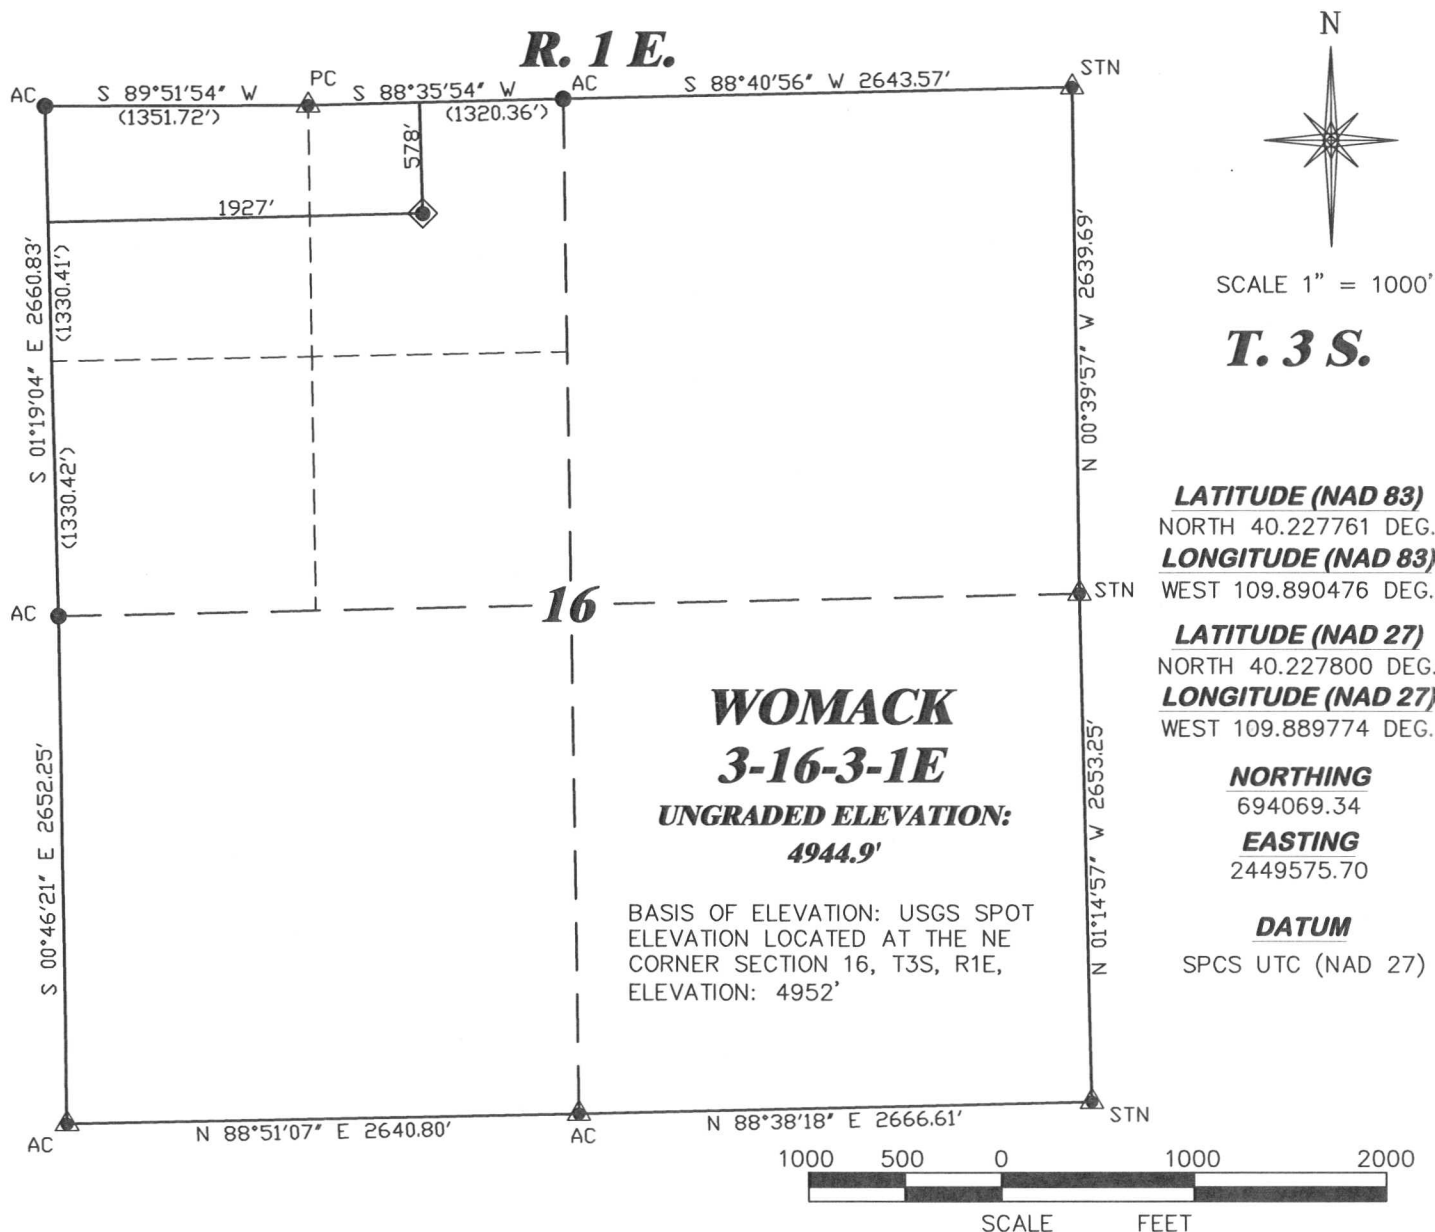 R. 1 E.
N
AC
S 89°51'54" W
PC
S 88°35'54" W
AC
S 88°40'56" W 2643.57'
STN
(1351.72')
(1320.36')
578'
1927'
SCALE 1" = 1000'
T. 3 S.
S 01°19'04" E 2660.83'
(1330.41')
(1330.42')
N 00°39'57" W 2639.69'
LATITUDE (NAD 83)
NORTH 40.227761 DEG.
LONGITUDE (NAD 83)
WEST 109.890476 DEG.
LATITUDE (NAD 27)
NORTH 40.227800 DEG.
LONGITUDE (NAD 27)
WEST 109.889774 DEG.
NORTHING
694069.34
EASTING
2449575.70
DATUM
SPCS UTC (NAD 27)
AC
16
STN
WOMACK
3-16-3-1E
UNGRADED ELEVATION:
4944.9'
BASIS OF ELEVATION: USGS SPOT
ELEVATION LOCATED AT THE NE
CORNER SECTION 16, T3S, R1E,
ELEVATION: 4952'
S 00°46'21" E 2652.25'
N 01°14'57" W 2653.25'
AC
N 88°51'07" E 2640.80'
AC
N 88°38'18" E 2666.61'
STN
1000 500 0 1000 2000
SCALE FEET